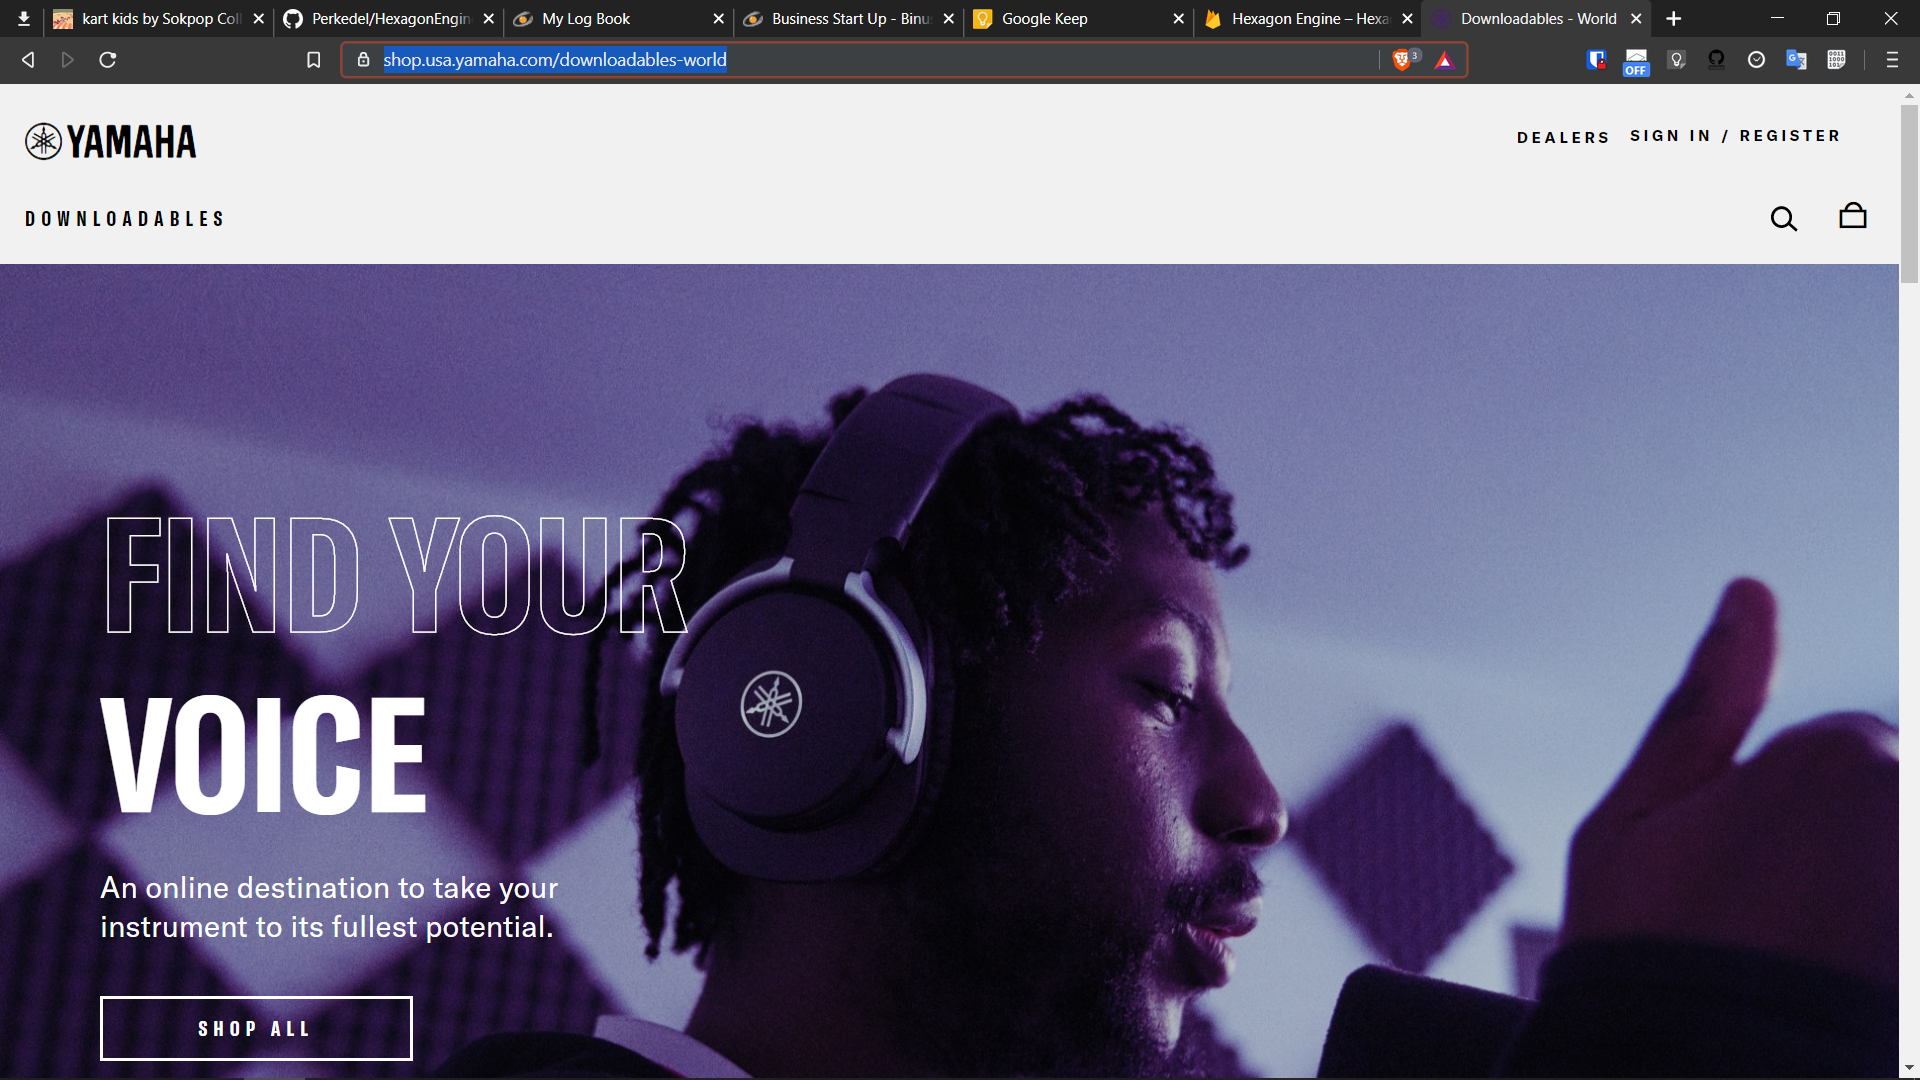 kart kids by Sokpop Coll
Perkedel/HexagonEngin
My Log Book
Business Start Up - Binu
Google Keep
Hexagon Engine – Hexa
Downloadables - World
shop.usa.yamaha.com/downloadables-world
3
OFF
YAMAHA
DEALERS
SIGN IN / REGISTER
DOWNLOADABLES
FIND YOUR
VOICE
An online destination to take your
instrument to its fullest potential.
SHOP ALL